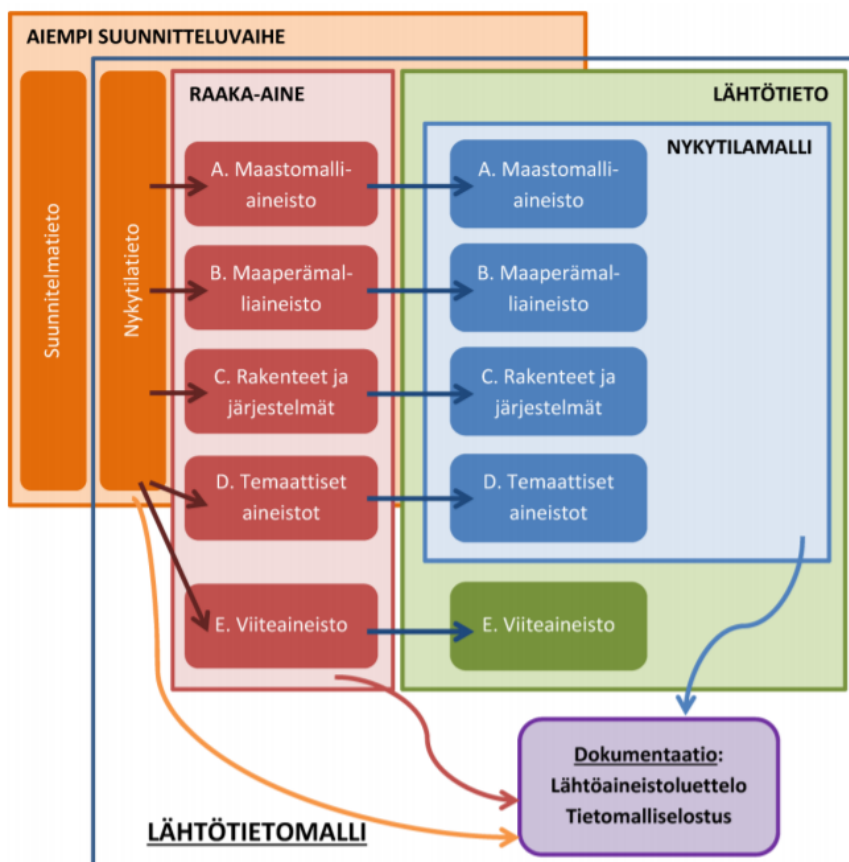 AIEMPI SUUNNITTELUVAIHE
Suunnitelmatieto
Nykytilatieto
RAAKA-AINE
A. Maastomalli-
aineisto
B. Maaperämal-
liaineisto
C. Rakenteet ja
järjestelmät
D. Temaattiset
aineistot
E. Viiteaineisto
LÄHTÖTIETO
NYKYTILAMALLI
A. Maastomalli-
aineisto
B. Maaperämal-
liaineisto
C. Rakenteet ja
järjestelmät
D. Temaattiset
aineistot
E. Viiteaineisto
Dokumentaatio:
Lähtöaineistoluettelo
Tietomalliselostus
LÄHTÖTIETOMALLI